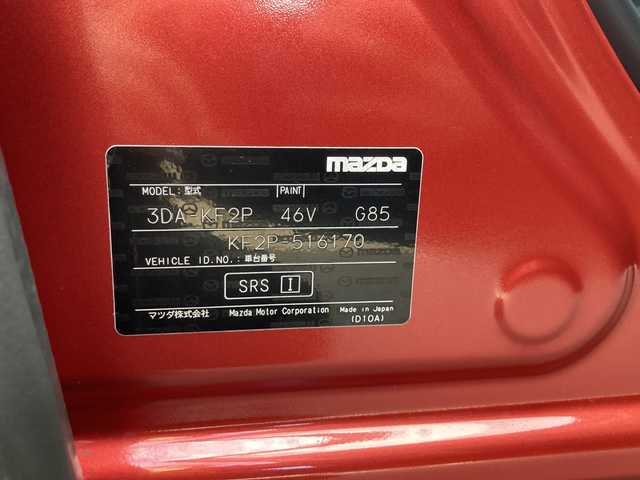 mazda
MODEL: 型式 PAINT
3DA-KF2P 46V G85
KF2P-516170
VEHICLE ID.NO.: 車台番号
SRS I
マツダ株式会社 Mazda Motor Corporation Made in Japan
(D10A)